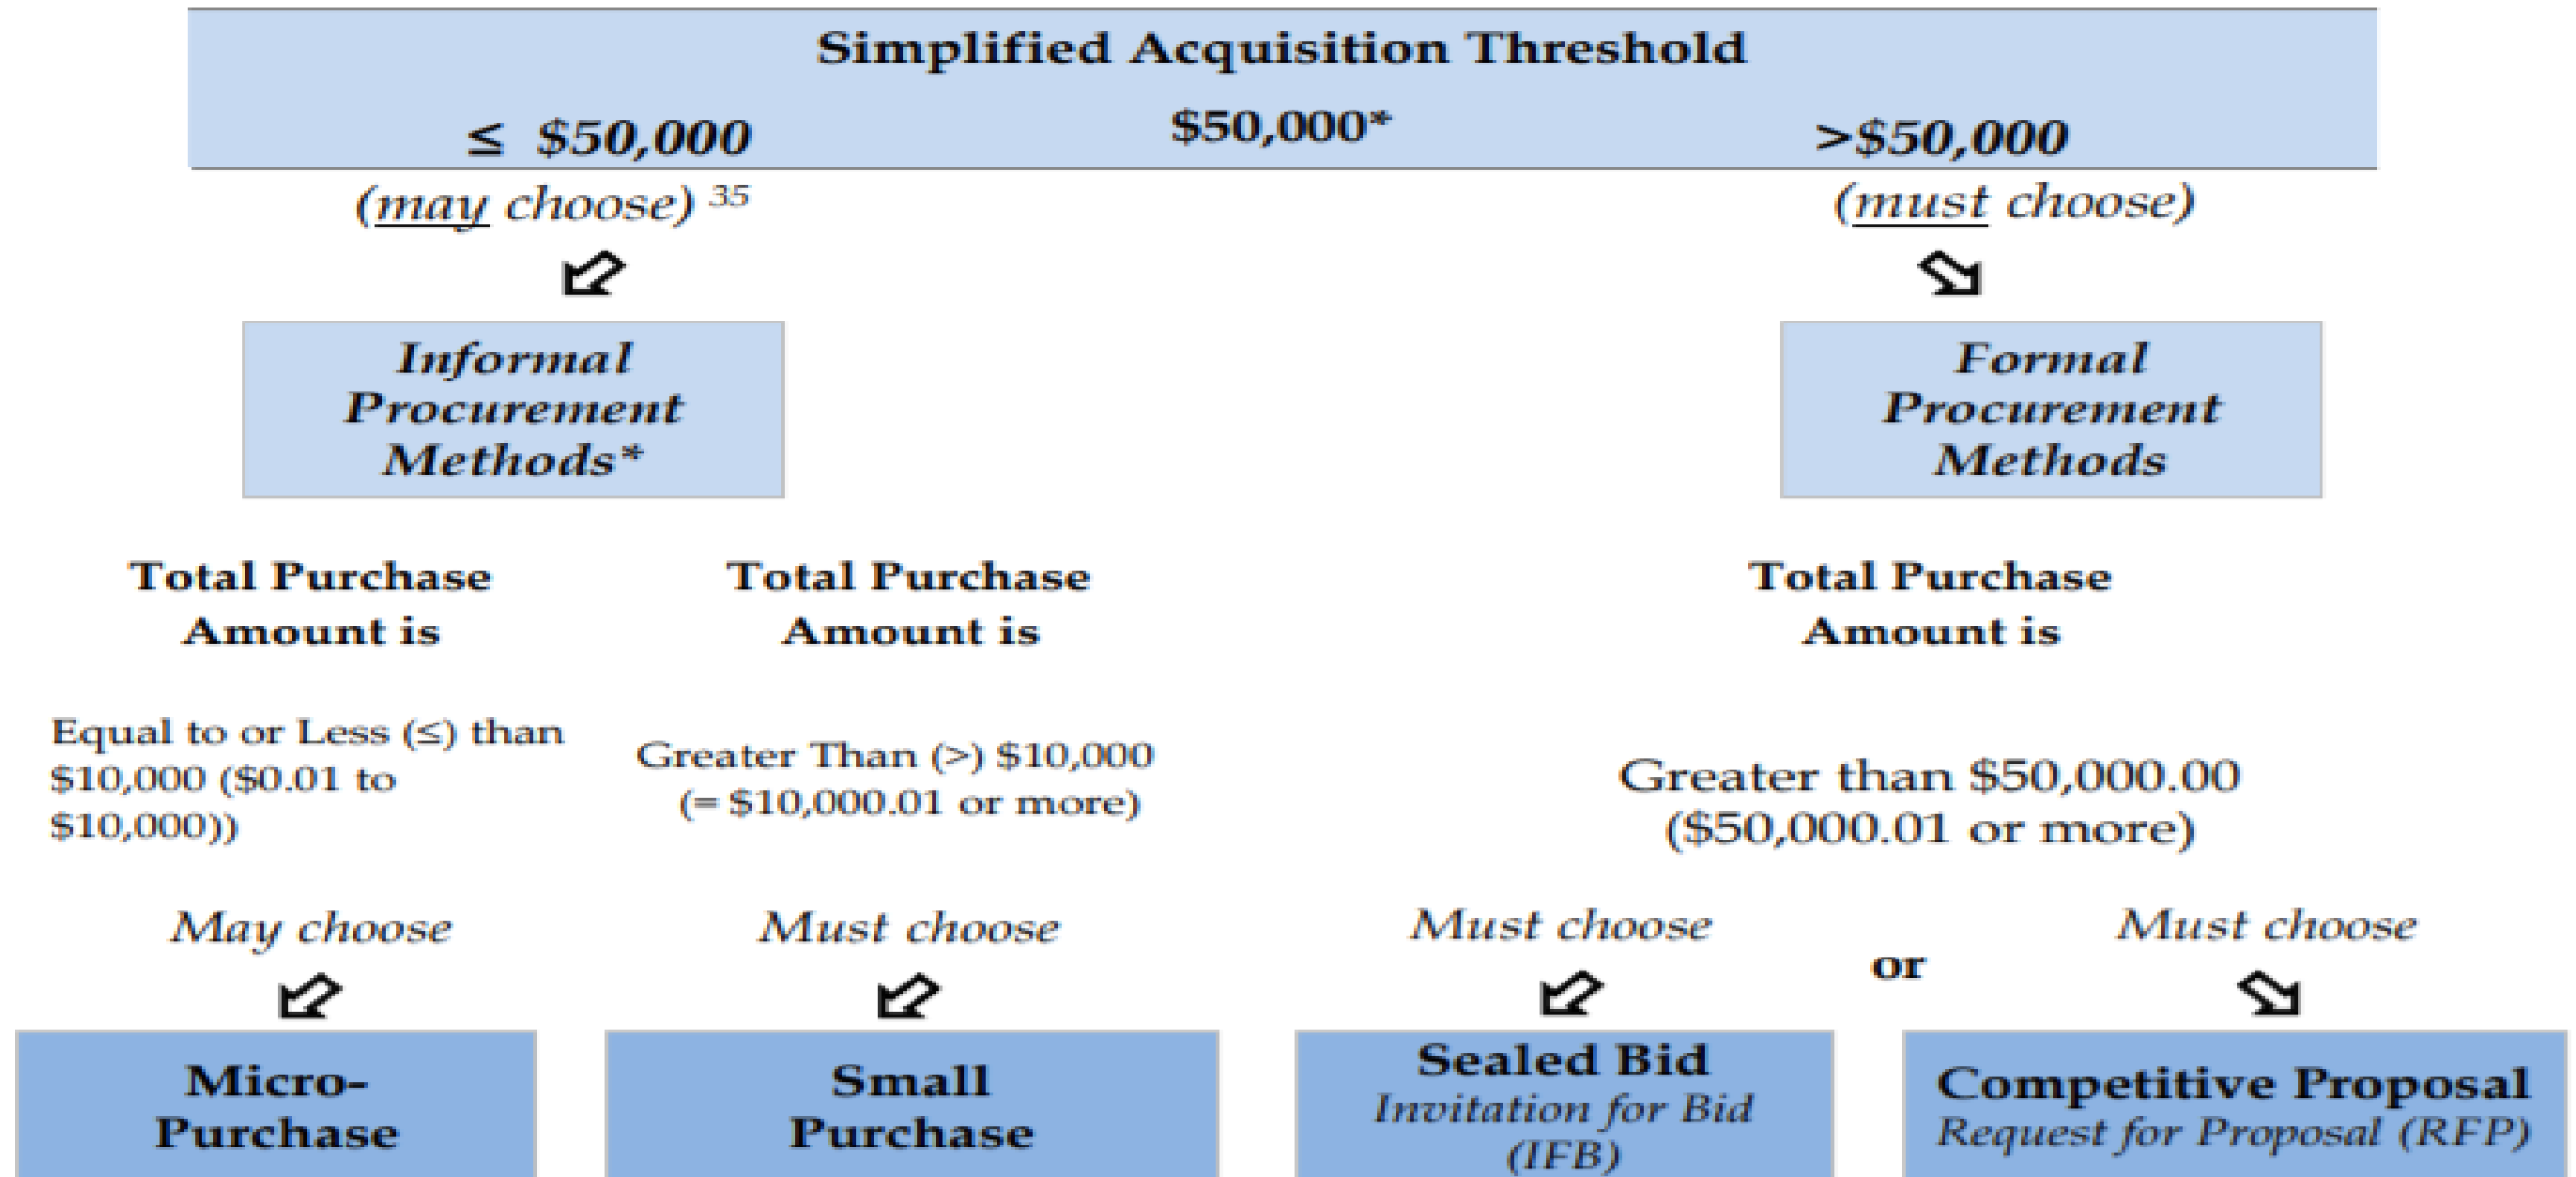 Simplified Acquisition Threshold
≤ $50,000
$50,000*
>$50,000
(may choose) 35
(must choose)
Informal
Procurement
Methods*
Formal
Procurement
Methods
Total Purchase
Amount is
Total Purchase
Amount is
Total Purchase
Amount is
Equal to or Less (≤) than
$10,000 ($0.01 to
$10,000))
Greater Than (>) $10,000
(= $10,000.01 or more)
Greater than $50,000.00
($50,000.01 or more)
May choose
Must choose
Must choose
or
Must choose
Micro-
Purchase
Small
Purchase
Sealed Bid
Invitation for Bid
(IFB)
Competitive Proposal
Request for Proposal (RFP)